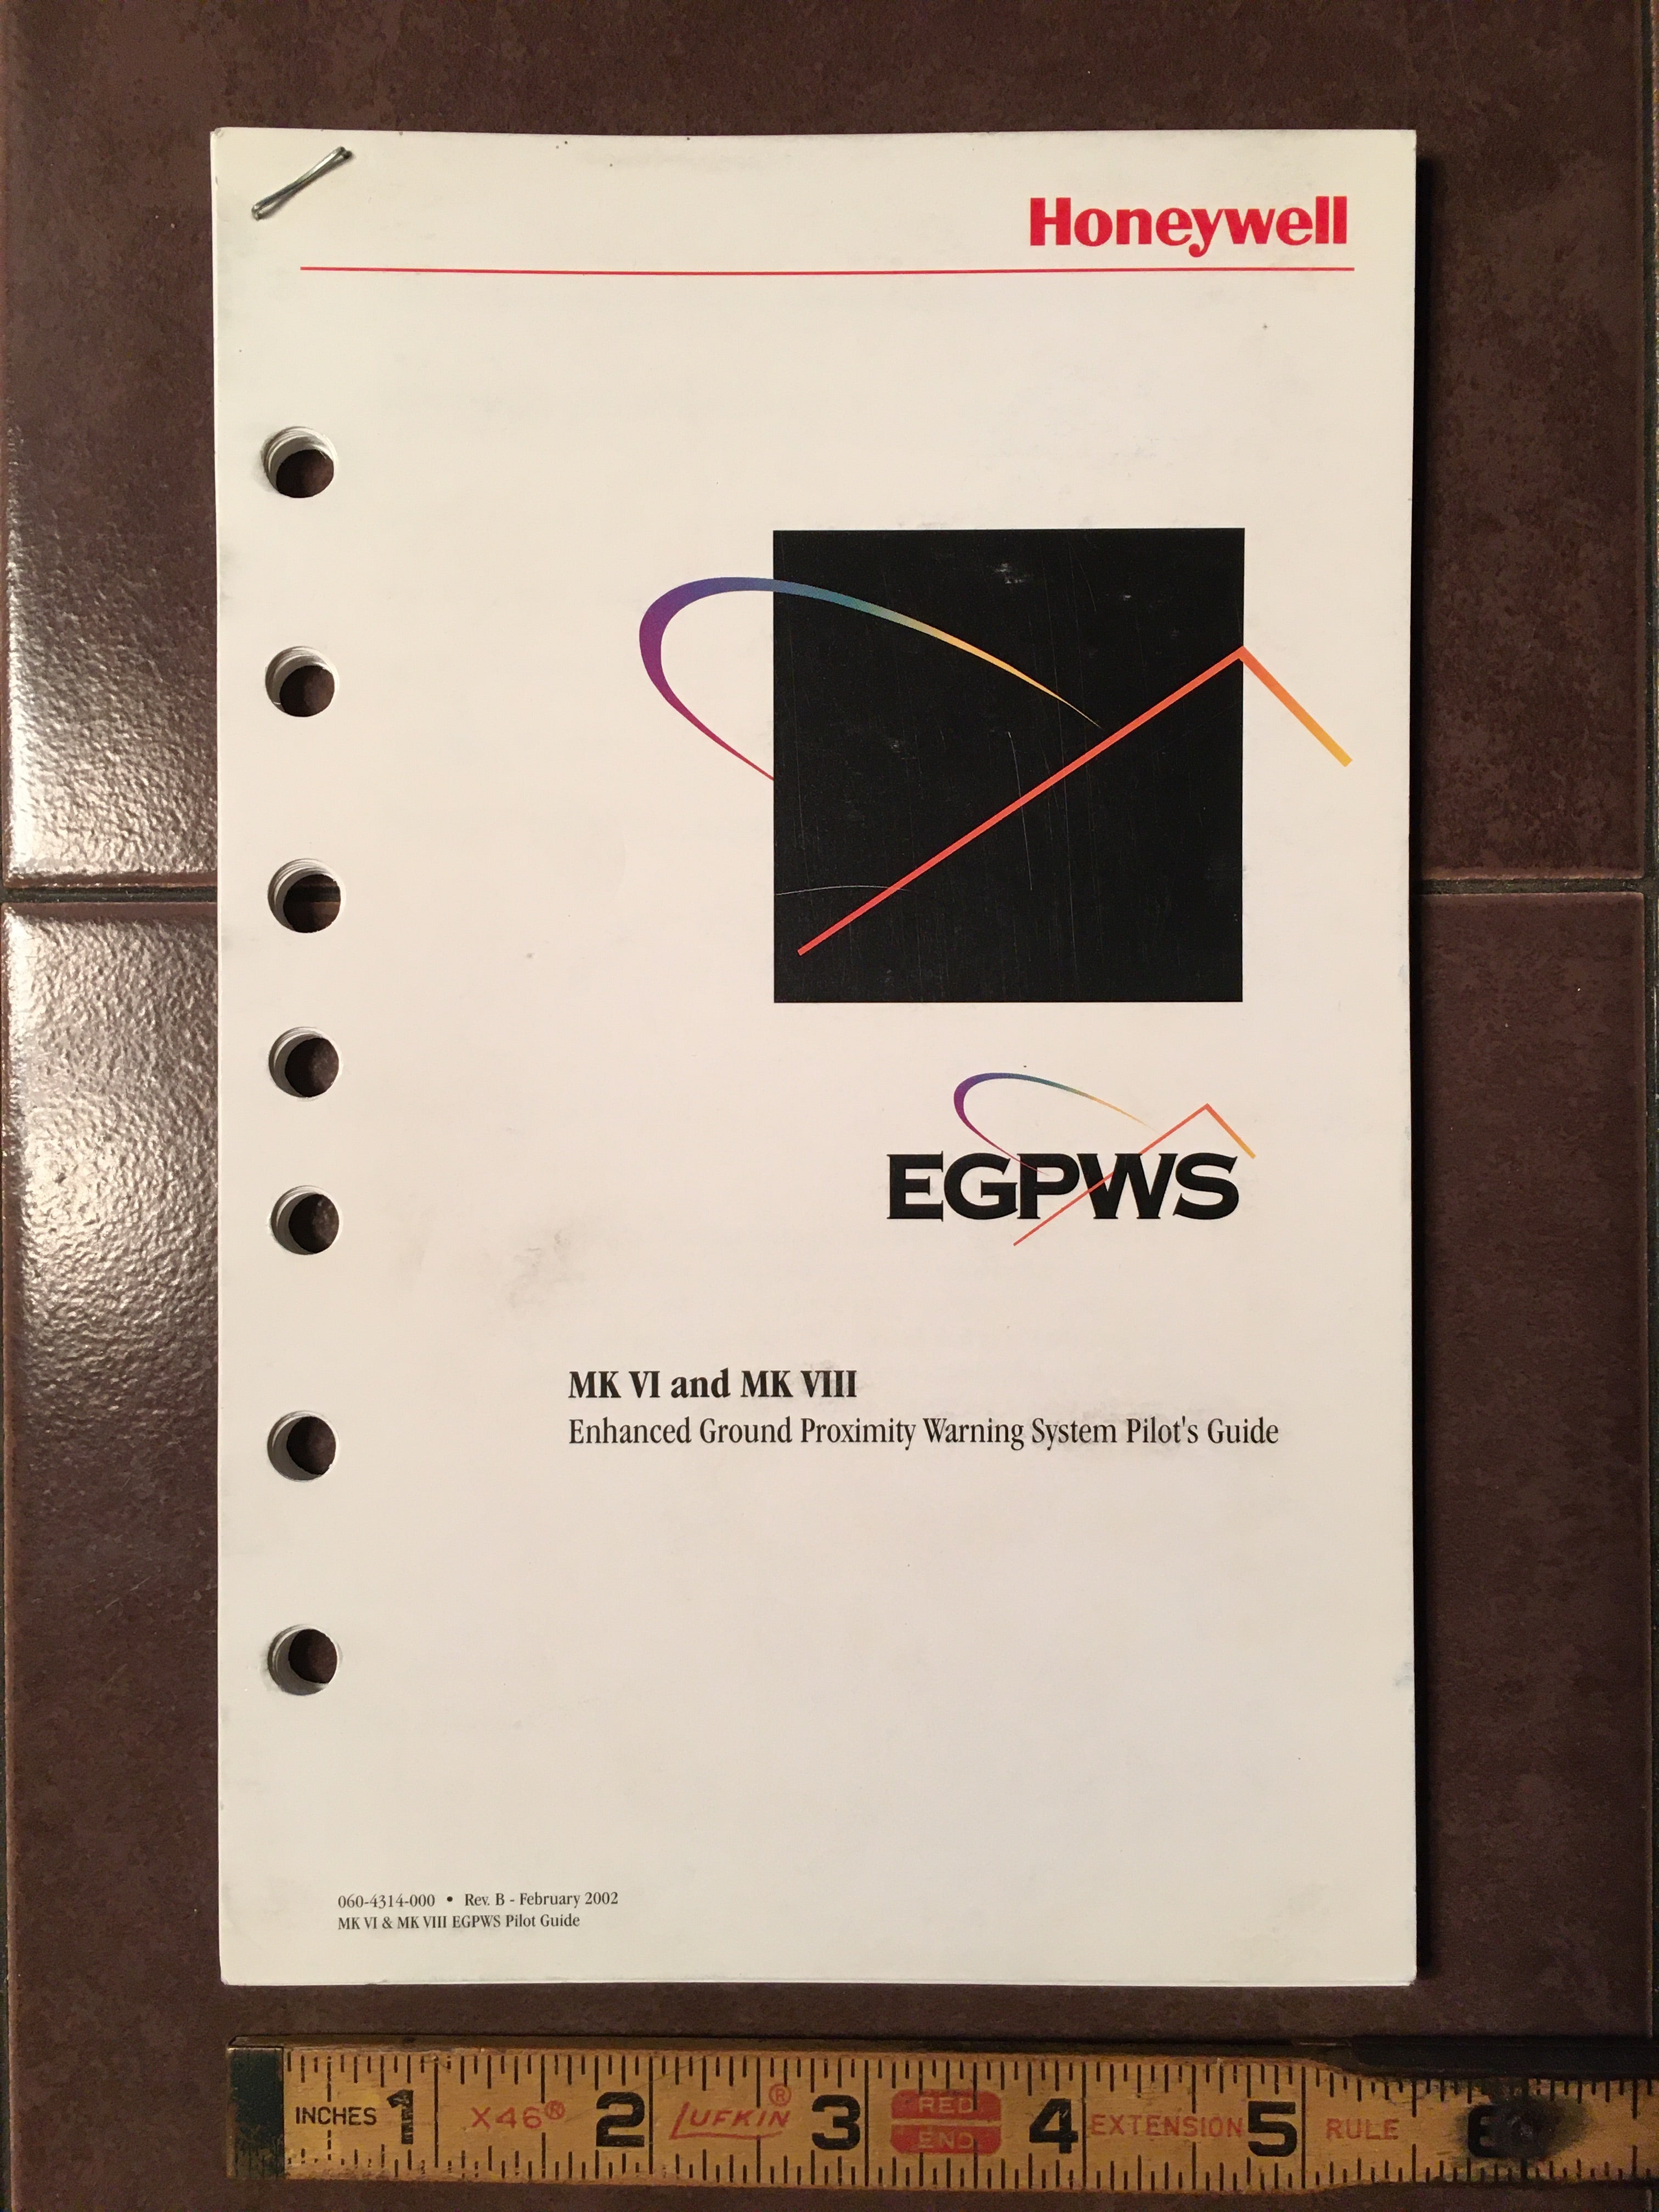 Honeywell
EGPWS
MK VI and MK VIII
Enhanced Ground Proximity Warning System Pilot's Guide
060-4314-000 • Rev. B - February 2002
MK VI & MK VIII EGPWS Pilot Guide
INCHES 1 X46® 2 LUFKIN® 3 RED END 4 EXTENSION 5 RULE 6